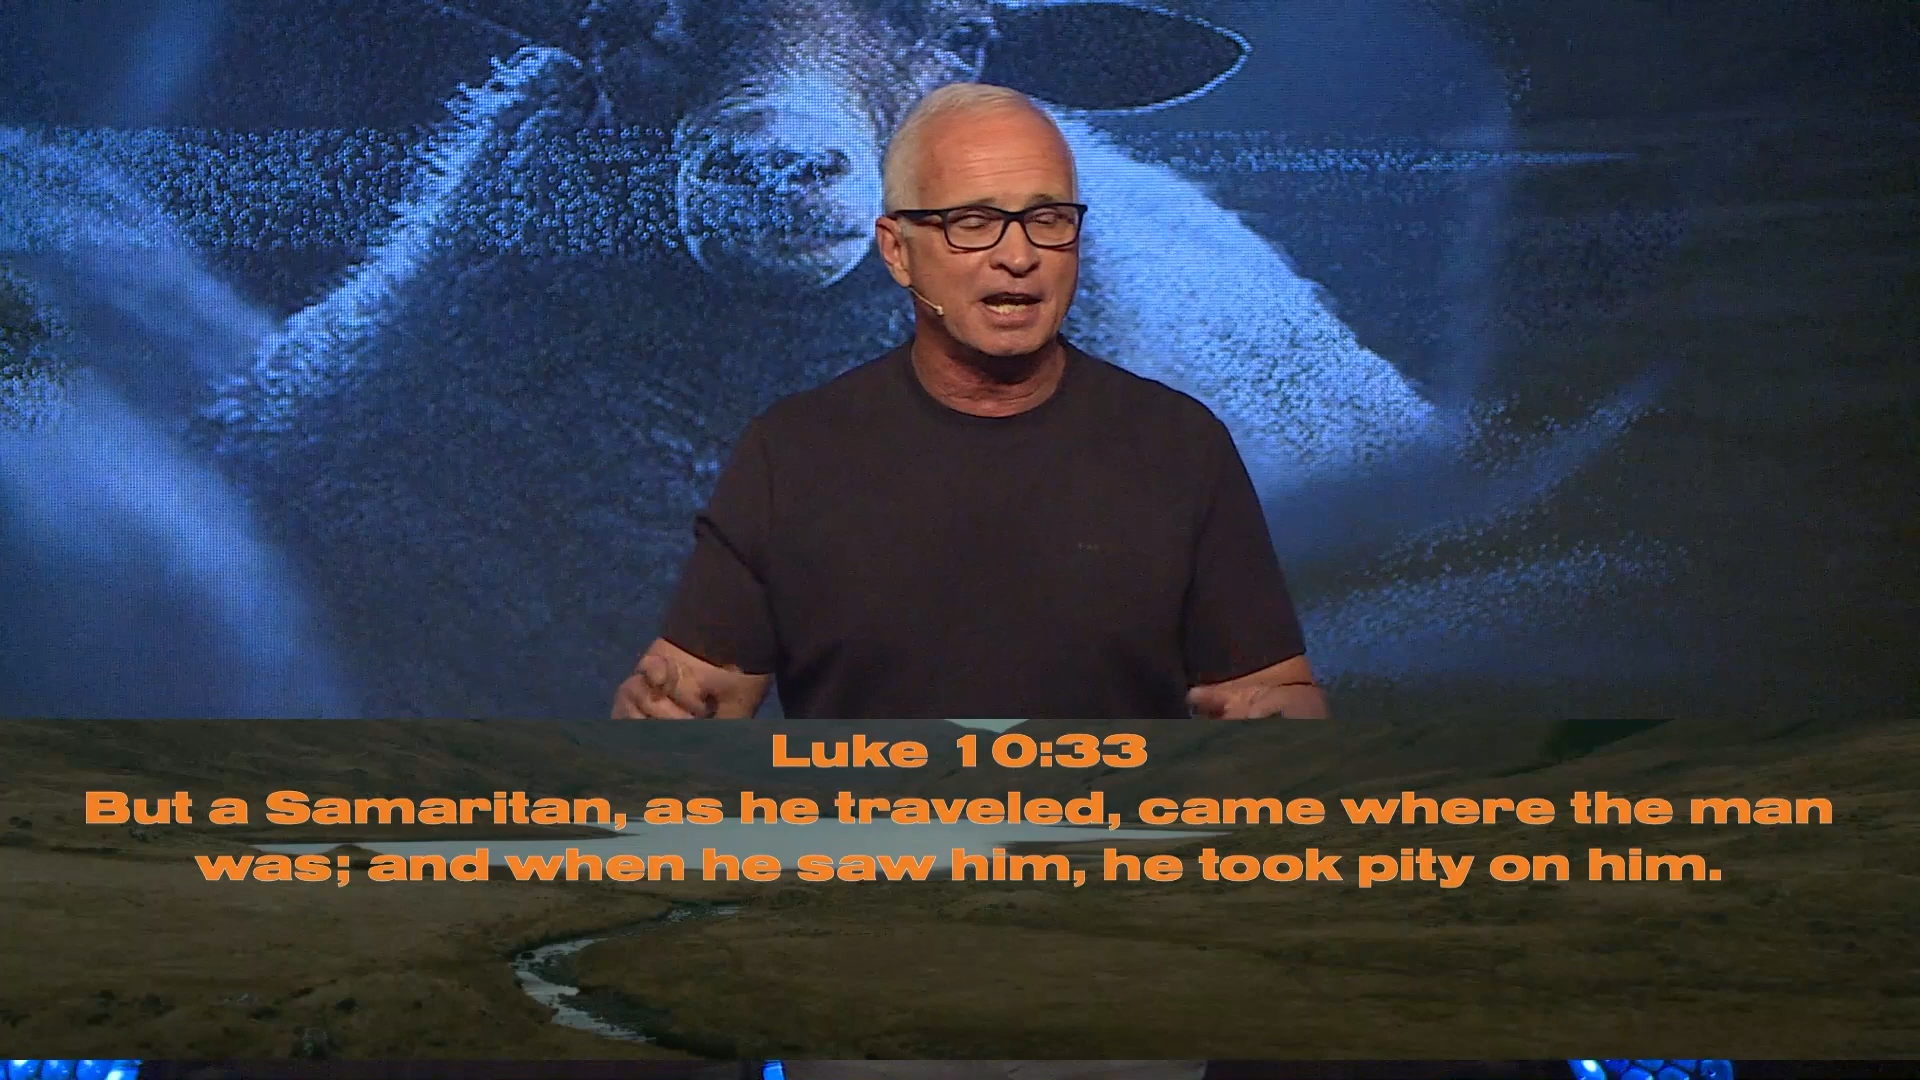 Luke 10:33
But a Samaritan, as he traveled, came where the man
was; and when he saw him, he took pity on him.